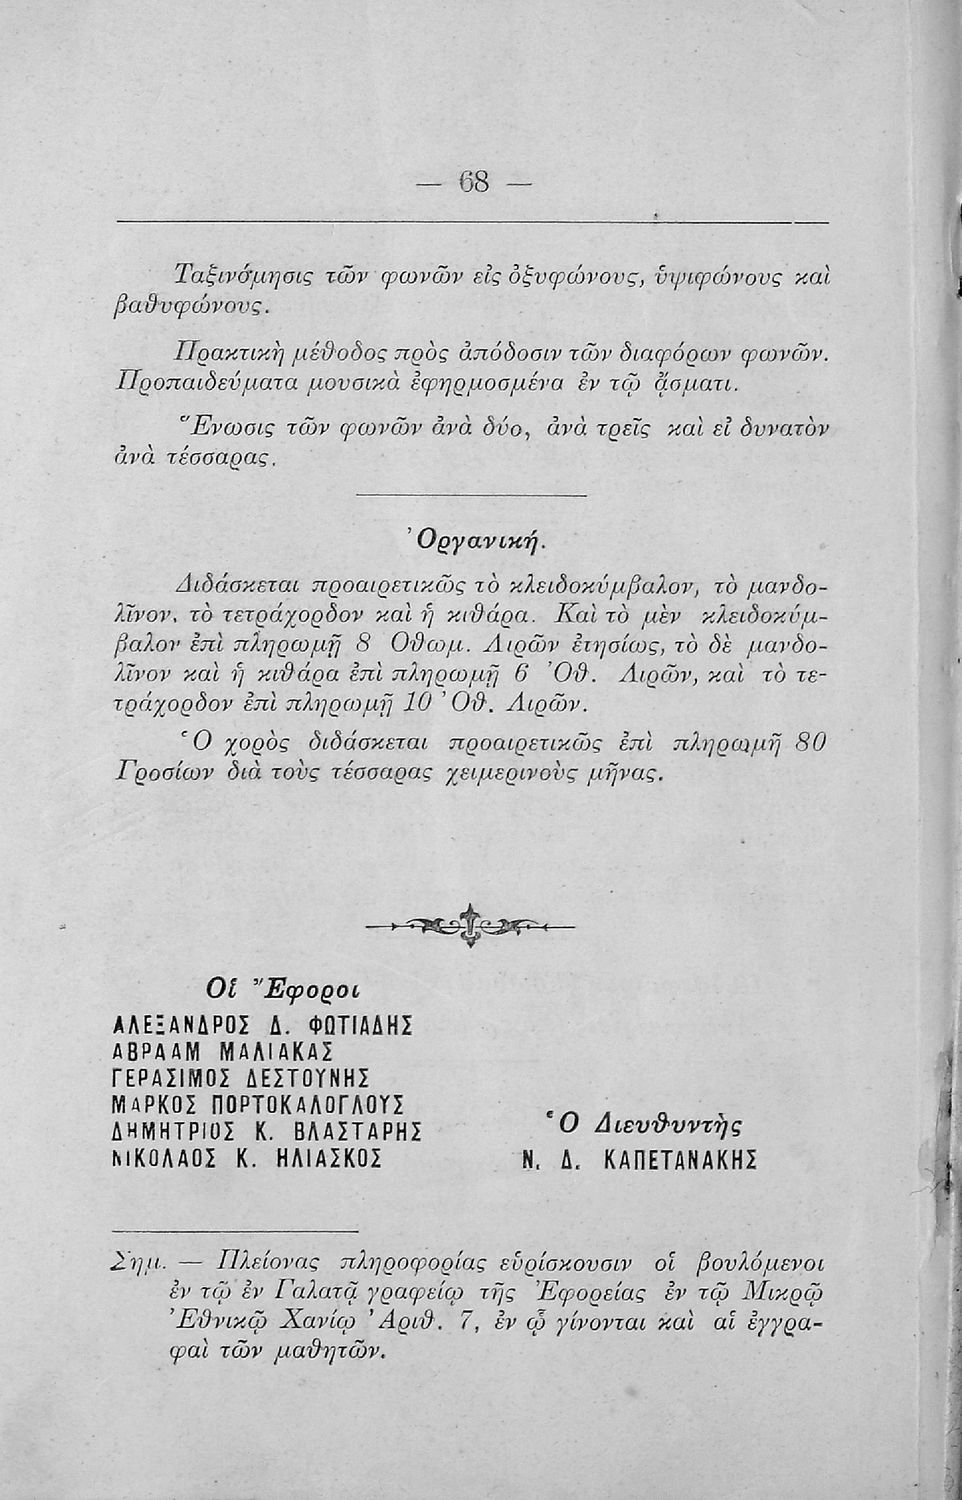 — 68 —
Ταξινόμησις τῶν φωνῶν εἰς ὀξυφώνους, ὑψιφώνους καὶ
βαθυφώνους.
Πρακτικὴ μέθοδος πρὸς ἀπόδοσιν τῶν διαφόρων φωνῶν.
Προπαιδεύματα μουσικὰ ἐφηρμοσμένα ἐν τῷ ᾄσματι.
Ἕνωσις τῶν φωνῶν ἀνὰ δύο, ἀνὰ τρεῖς καὶ εἰ δυνατὸν
ἀνὰ τέσσαρας.
Ὀργανική.
Διδάσκεται προαιρετικῶς τὸ κλειδοκύμβαλον, τὸ μανδο-
λῖνον, τὸ τετράχορδον καὶ ἡ κιθάρα. Καὶ τὸ μὲν κλειδοκύμ-
βαλον ἐπὶ πληρωμῇ 8 Οθωμ. Λιρῶν ἐτησίως, τὸ δὲ μανδο-
λῖνον καὶ ἡ κιθάρα ἐπὶ πληρωμῇ 6 Ὀθ. Λιρῶν, καὶ τὸ τε-
τράχορδον ἐπὶ πληρωμῇ 10 Ὀθ. Λιρῶν.
Ὁ χορὸς διδάσκεται προαιρετικῶς ἐπὶ πληρωμῇ 80
Γροσίων διὰ τοὺς τέσσαρας χειμερινοὺς μῆνας.
Οἱ Ἔφοροι
ΑΛΕΞΑΝΔΡΟΣ Δ. ΦΩΤΙΑΔΗΣ
ΑΒΡΑΑΜ ΜΑΛΙΑΚΑΣ
ΓΕΡΑΣΙΜΟΣ ΔΕΣΤΟΥΝΗΣ
ΜΑΡΚΟΣ ΠΟΡΤΟΚΑΛΟΓΛΟΥΣ
ΔΗΜΗΤΡΙΟΣ Κ. ΒΛΑΣΤΑΡΗΣ
ΝΙΚΟΛΑΟΣ Κ. ΗΛΙΑΣΚΟΣ
Ὁ Διευθυντὴς
Ν. Δ. ΚΑΠΕΤΑΝΑΚΗΣ
Σημ. — Πλείονας πληροφορίας εὑρίσκουσιν οἱ βουλόμενοι
ἐν τῷ ἐν Γαλατᾷ γραφείῳ τῆς Ἐφορείας ἐν τῷ Μικρῷ
Ἐθνικῷ Χανίῳ Ἀριθ. 7, ἐν ᾧ γίνονται καὶ αἱ ἐγγρα-
φαὶ τῶν μαθητῶν.